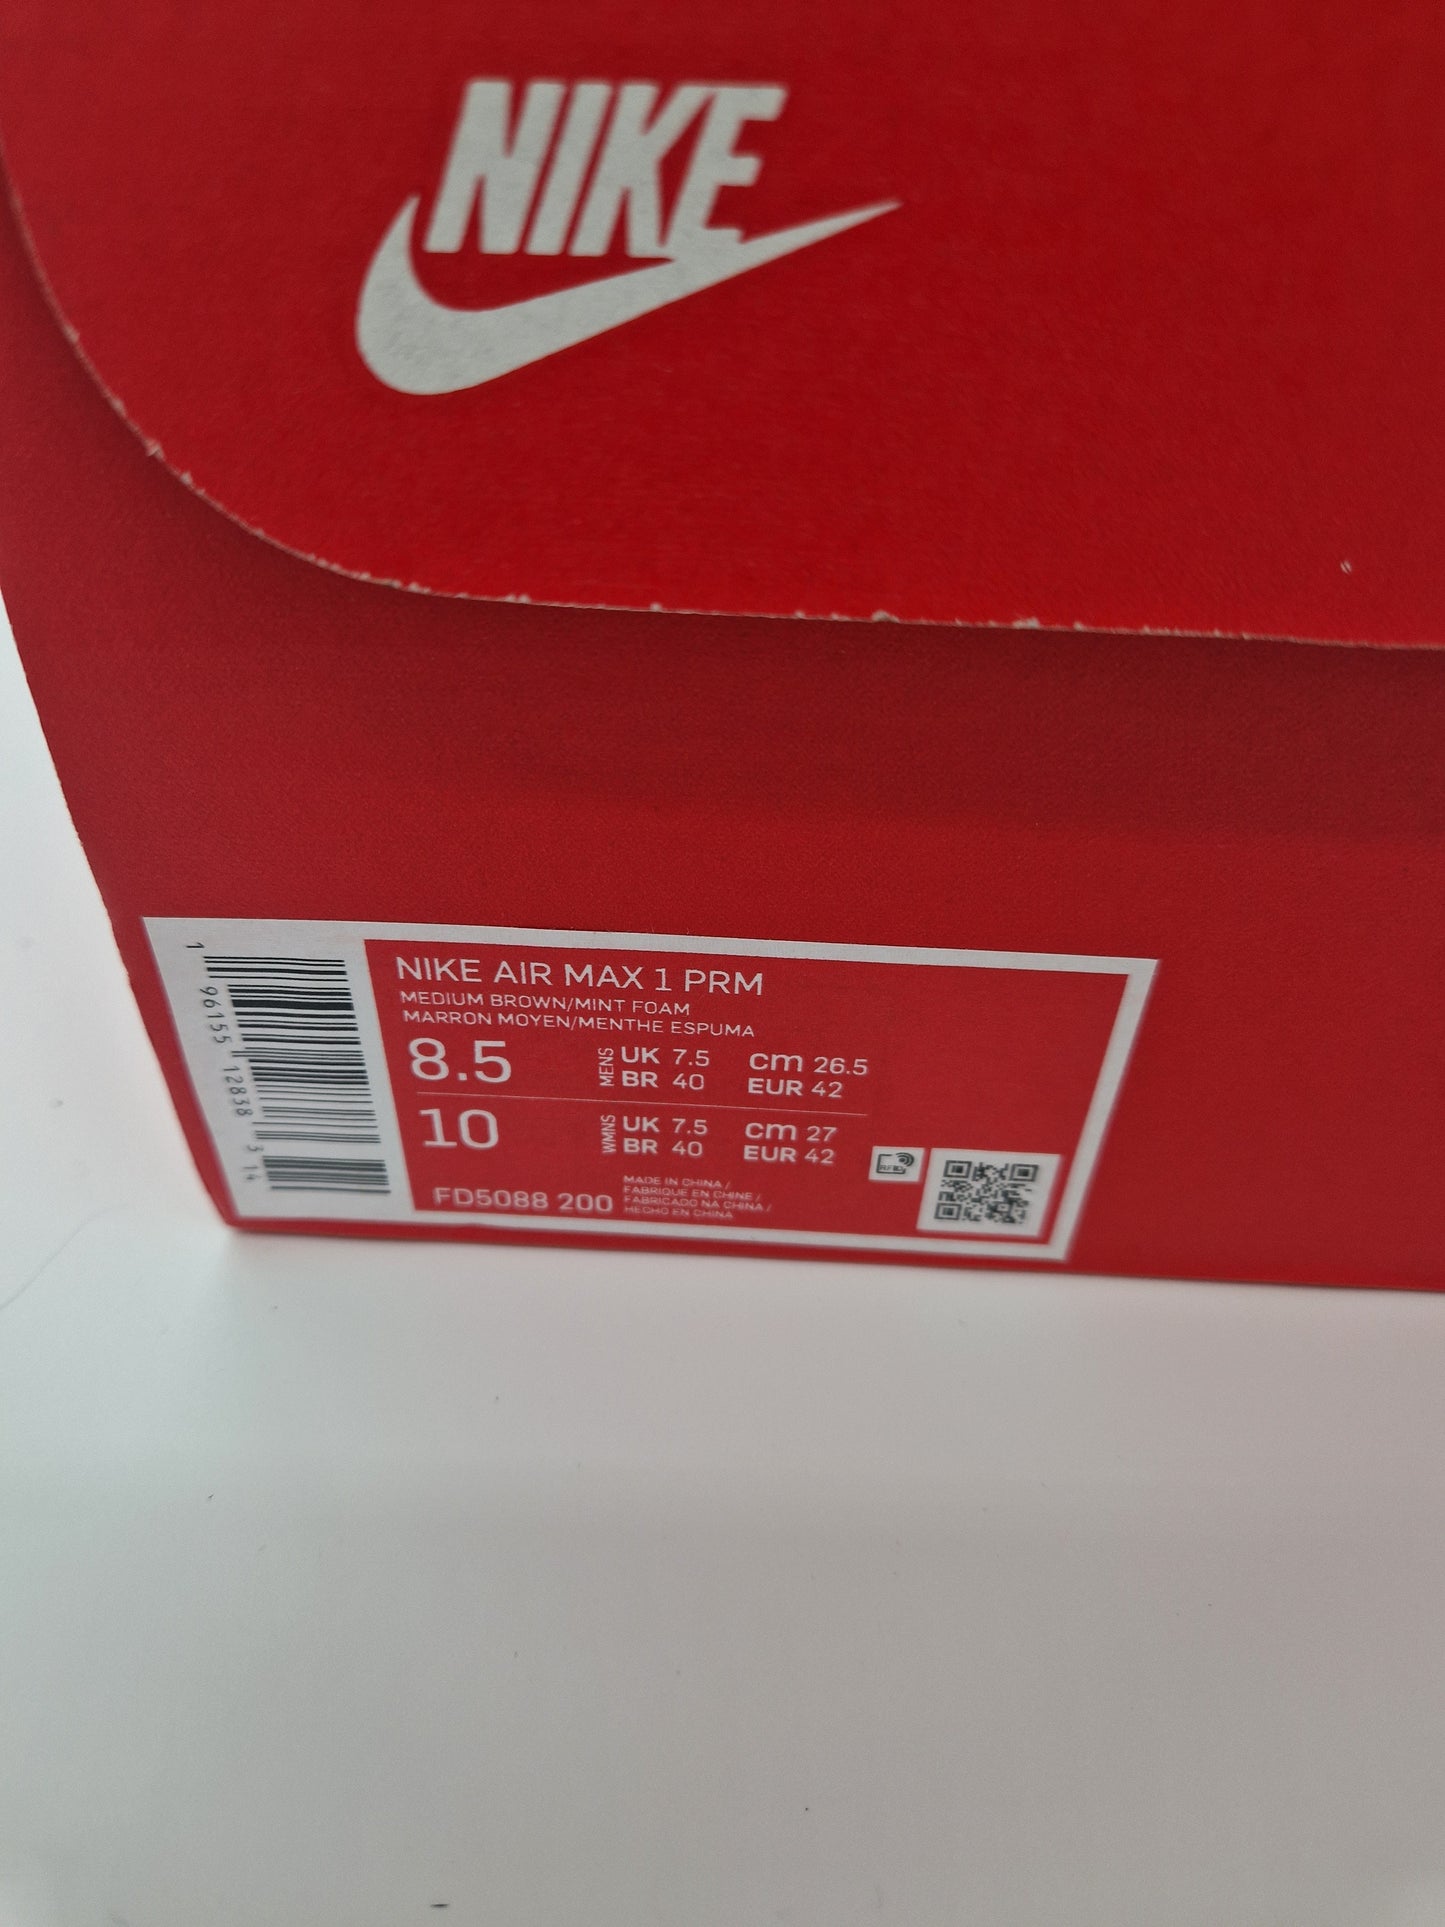 NIKE
NIKE AIR MAX 1 PRM
MEDIUM BROWN/MINT FOAM
MARRON MOYEN/MENTHE ESPUMA
8.5 MENS UK 7.5 cm 26.5
BR 40 EUR 42
10 WMNS UK 7.5 cm 27
BR 40 EUR 42
FD5088 200
MADE IN CHINA /
FABRIQUE EN CHINE /
FABRICADO NA CHINA /
HECHO EN CHINA
RFID
1 96155 12838 3 14